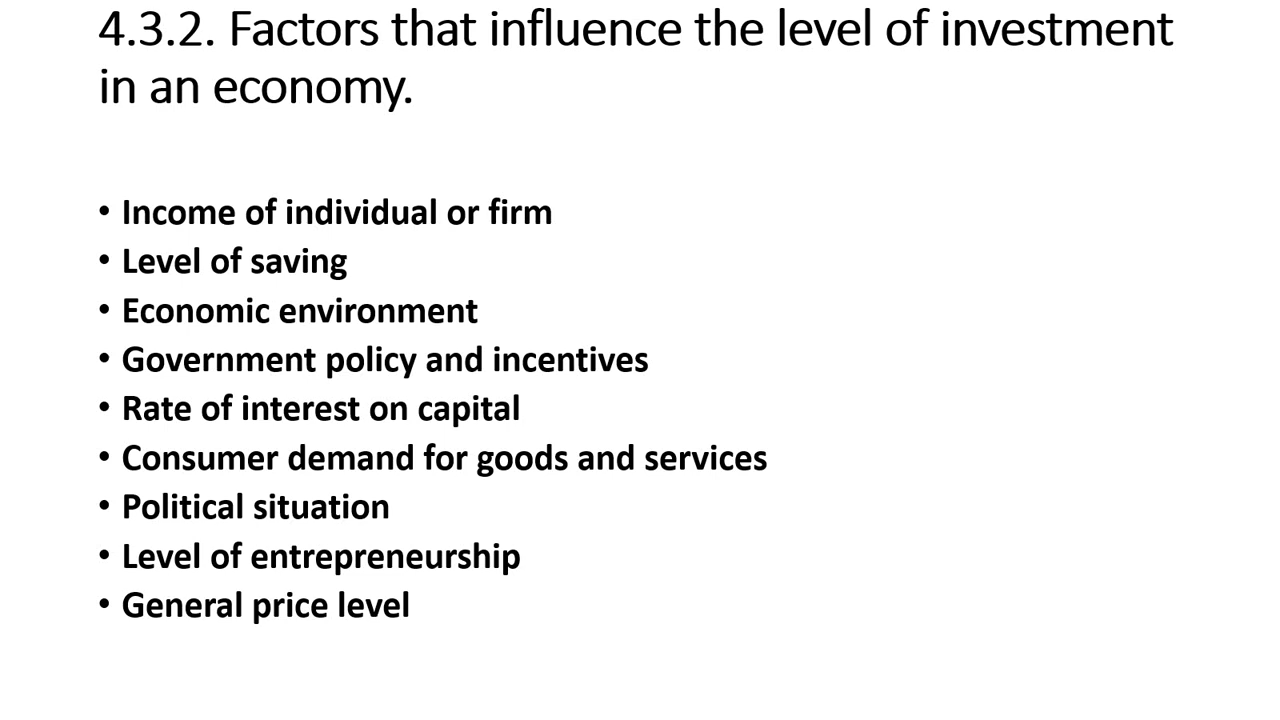 4.3.2. Factors that influence the level of investment
in an economy.
• Income of individual or firm
• Level of saving
• Economic environment
• Government policy and incentives
• Rate of interest on capital
• Consumer demand for goods and services
• Political situation
• Level of entrepreneurship
• General price level